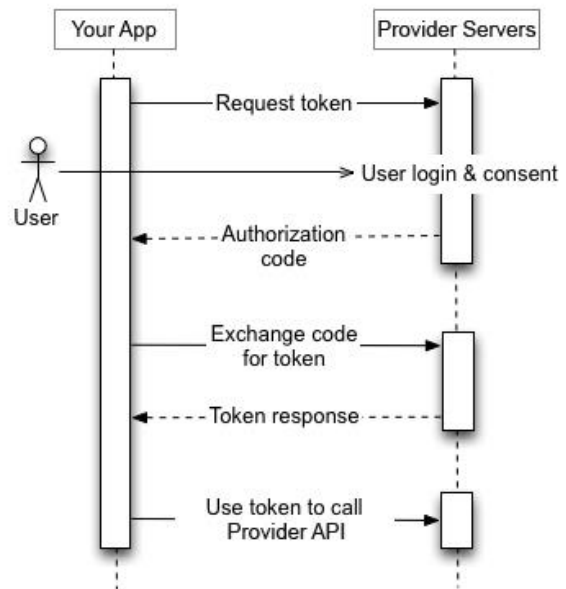 Your App
Provider Servers
Request token
User login & consent
User
Authorization
code
Exchange code
for token
Token response
Use token to call
Provider API